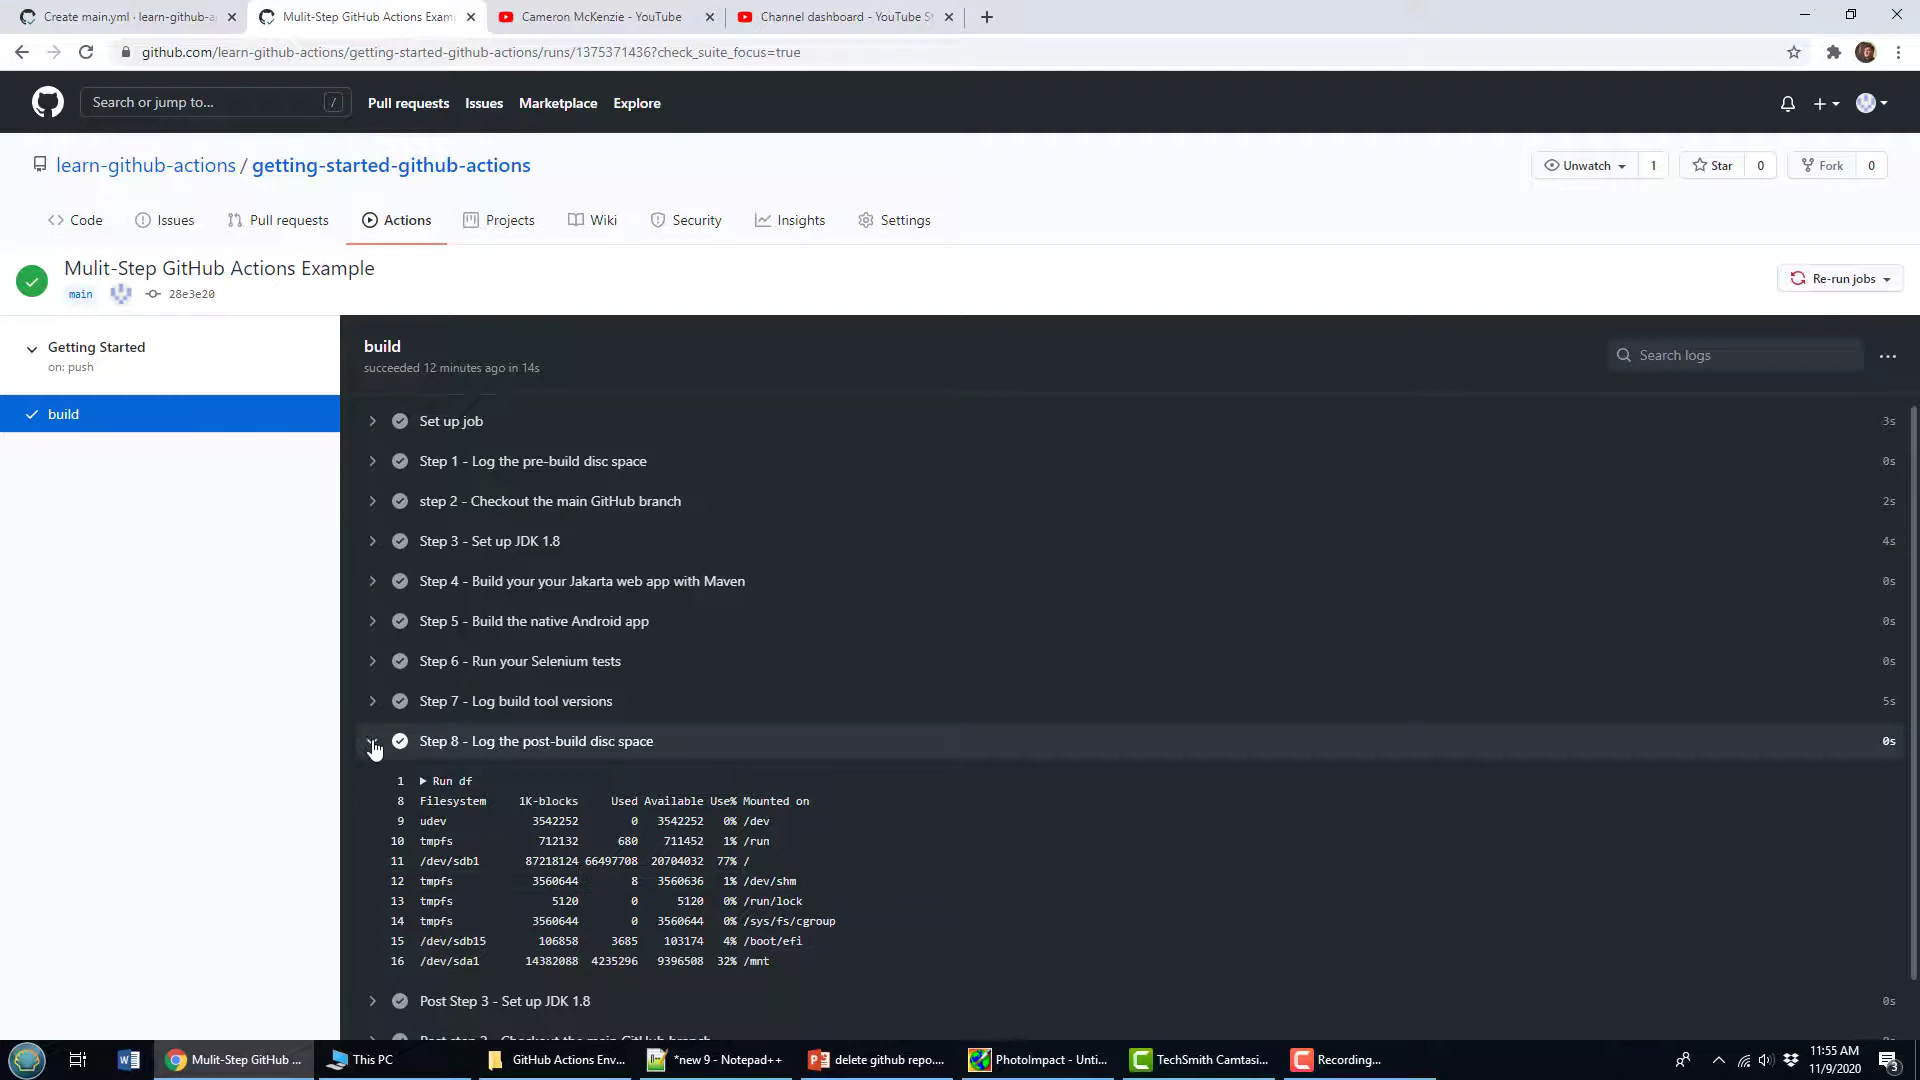 Create main.yml · learn-github-a
Mulit-Step GitHub Actions Exam
Cameron McKenzie - YouTube
Channel dashboard - YouTube S
github.com/learn-github-actions/getting-started-github-actions/runs/1375371436?check_suite_focus=true
Search or jump to... /
Pull requests Issues Marketplace Explore
learn-github-actions / getting-started-github-actions
Unwatch 1 Star 0 Fork 0
Code Issues Pull requests Actions Projects Wiki Security Insights Settings
Mulit-Step GitHub Actions Example
main 28e3e20
Re-run jobs
Getting Started
on: push
build
build
succeeded 12 minutes ago in 14s
Search logs
Set up job 3s
Step 1 - Log the pre-build disc space 0s
step 2 - Checkout the main GitHub branch 2s
Step 3 - Set up JDK 1.8 4s
Step 4 - Build your your Jakarta web app with Maven 0s
Step 5 - Build the native Android app 0s
Step 6 - Run your Selenium tests 0s
Step 7 - Log build tool versions 5s
Step 8 - Log the post-build disc space 0s
1 ▶ Run df
8 Filesystem 1K-blocks Used Available Use% Mounted on
9 udev 3542252 0 3542252 0% /dev
10 tmpfs 712132 680 711452 1% /run
11 /dev/sdb1 87218124 66497708 20704032 77% /
12 tmpfs 3560644 8 3560636 1% /dev/shm
13 tmpfs 5120 0 5120 0% /run/lock
14 tmpfs 3560644 0 3560644 0% /sys/fs/cgroup
15 /dev/sdb15 106858 3685 103174 4% /boot/efi
16 /dev/sda1 14382088 4235296 9396508 32% /mnt
Post Step 3 - Set up JDK 1.8 0s
Post step 2 - Checkout the main GitHub branch
Mulit-Step GitHub ...
This PC
GitHub Actions Env...
*new 9 - Notepad++
delete github repo....
PhotoImpact - Unti...
TechSmith Camtasi...
Recording...
11:55 AM
11/9/2020
3